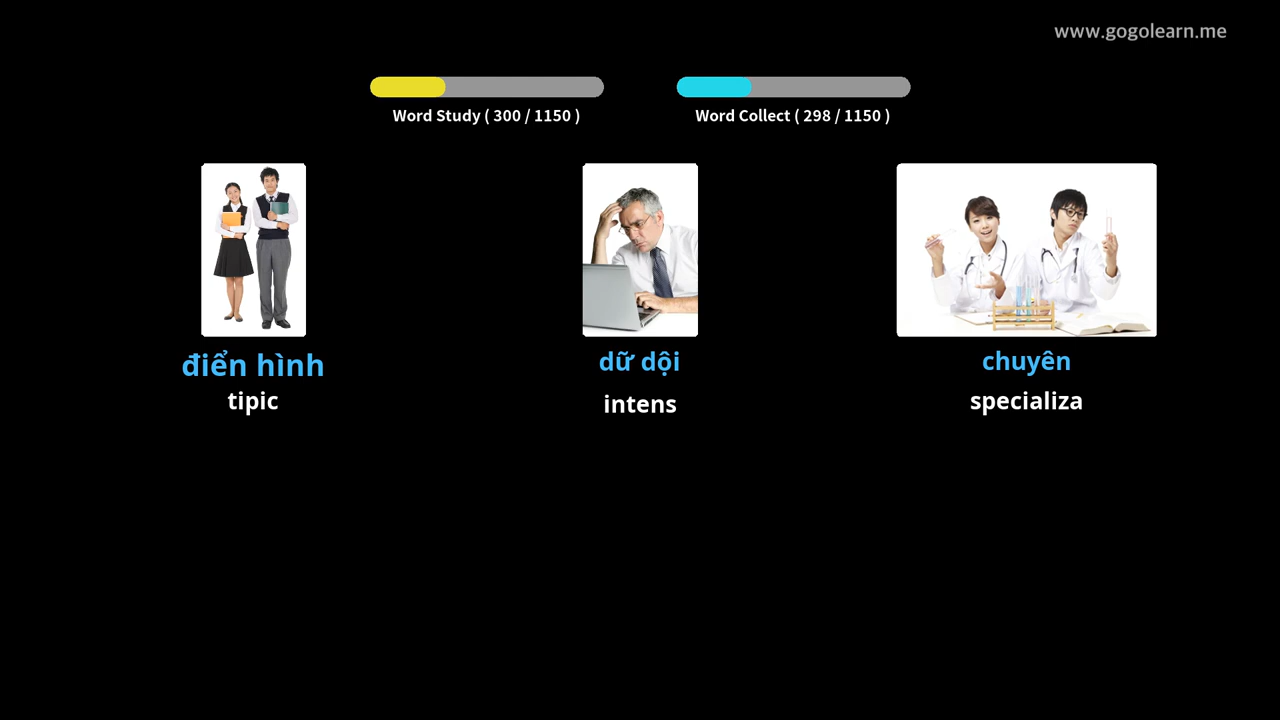 www.gogolearn.me
Word Study ( 300 / 1150 )
Word Collect ( 298 / 1150 )
điển hình
tipic
dữ dội
intens
chuyên
specializa